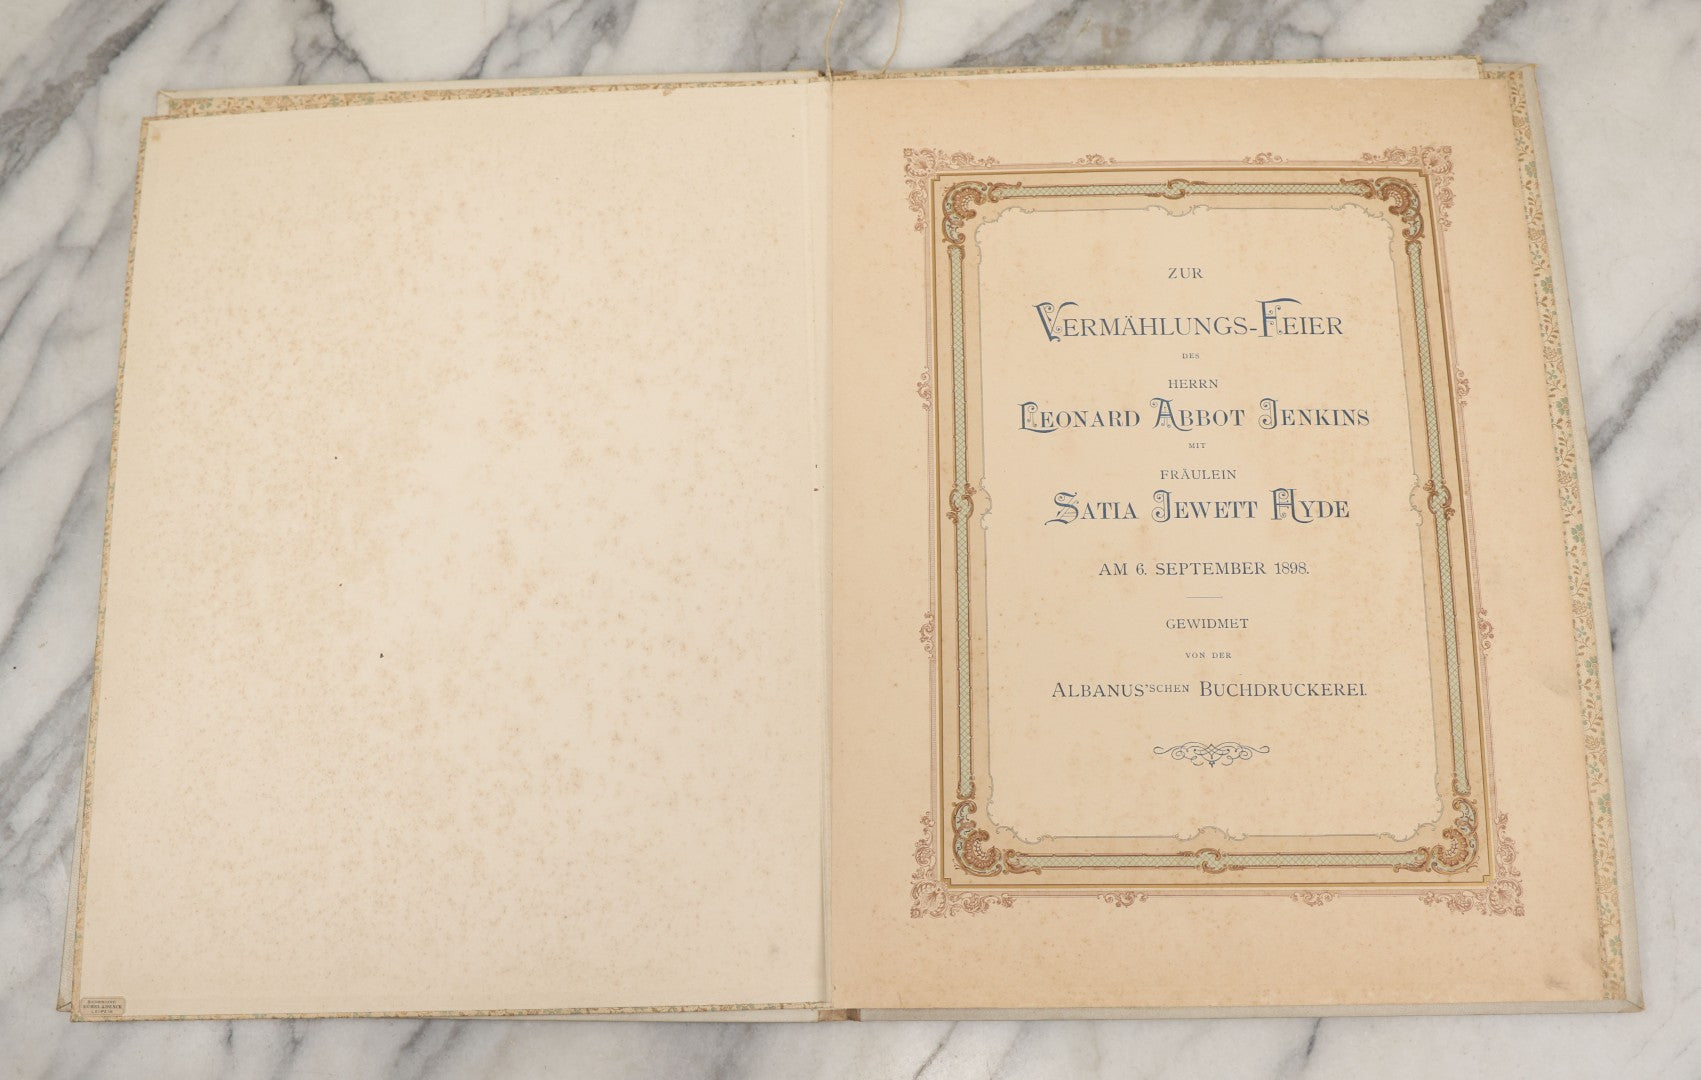 ZUR
VERMÄHLUNGS-FEIER
DES
HERRN
LEONARD ABBOT JENKINS
MIT
FRÄULEIN
SATIA JEWETT HYDE
AM 6. SEPTEMBER 1898.
GEWIDMET
VON DER
ALBANUS'SCHEN BUCHDRUCKEREI.
LEIPZIG